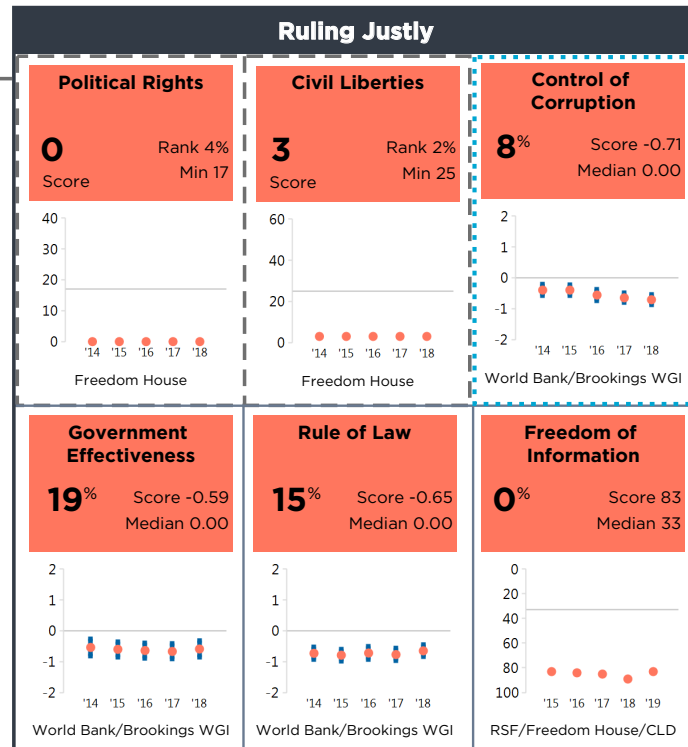 Ruling Justly
Political Rights
0
Score
Rank 4%
Min 17
40
30
20
10
0
'14 '15 '16 '17 '18
Freedom House
Civil Liberties
3
Score
Rank 2%
Min 25
60
40
20
0
'14 '15 '16 '17 '18
Freedom House
Control of
Corruption
8%
Score -0.71
Median 0.00
2
1
0
-1
-2
'14 '15 '16 '17 '18
World Bank/Brookings WGI
Government
Effectiveness
19%
Score -0.59
Median 0.00
2
1
0
-1
-2
'14 '15 '16 '17 '18
World Bank/Brookings WGI
Rule of Law
15%
Score -0.65
Median 0.00
2
1
0
-1
-2
'14 '15 '16 '17 '18
World Bank/Brookings WGI
Freedom of
Information
0%
Score 83
Median 33
0
20
40
60
80
100
'15 '16 '17 '18 '19
RSF/Freedom House/CLD